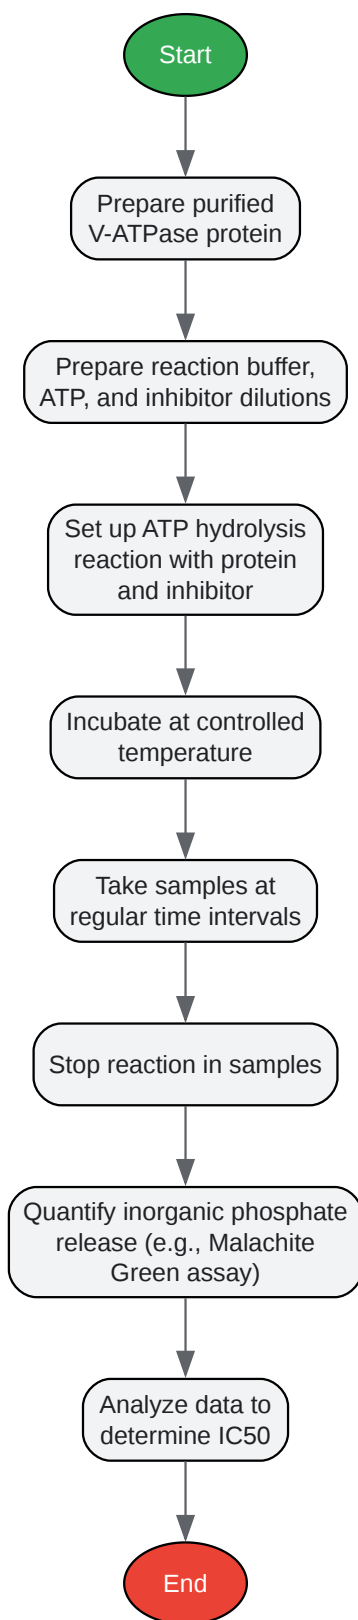 Start
Prepare purified
V-ATPase protein
Prepare reaction buffer,
ATP, and inhibitor dilutions
Set up ATP hydrolysis
reaction with protein
and inhibitor
Incubate at controlled
temperature
Take samples at
regular time intervals
Stop reaction in samples
Quantify inorganic phosphate
release (e.g., Malachite
Green assay)
Analyze data to
determine IC50
End